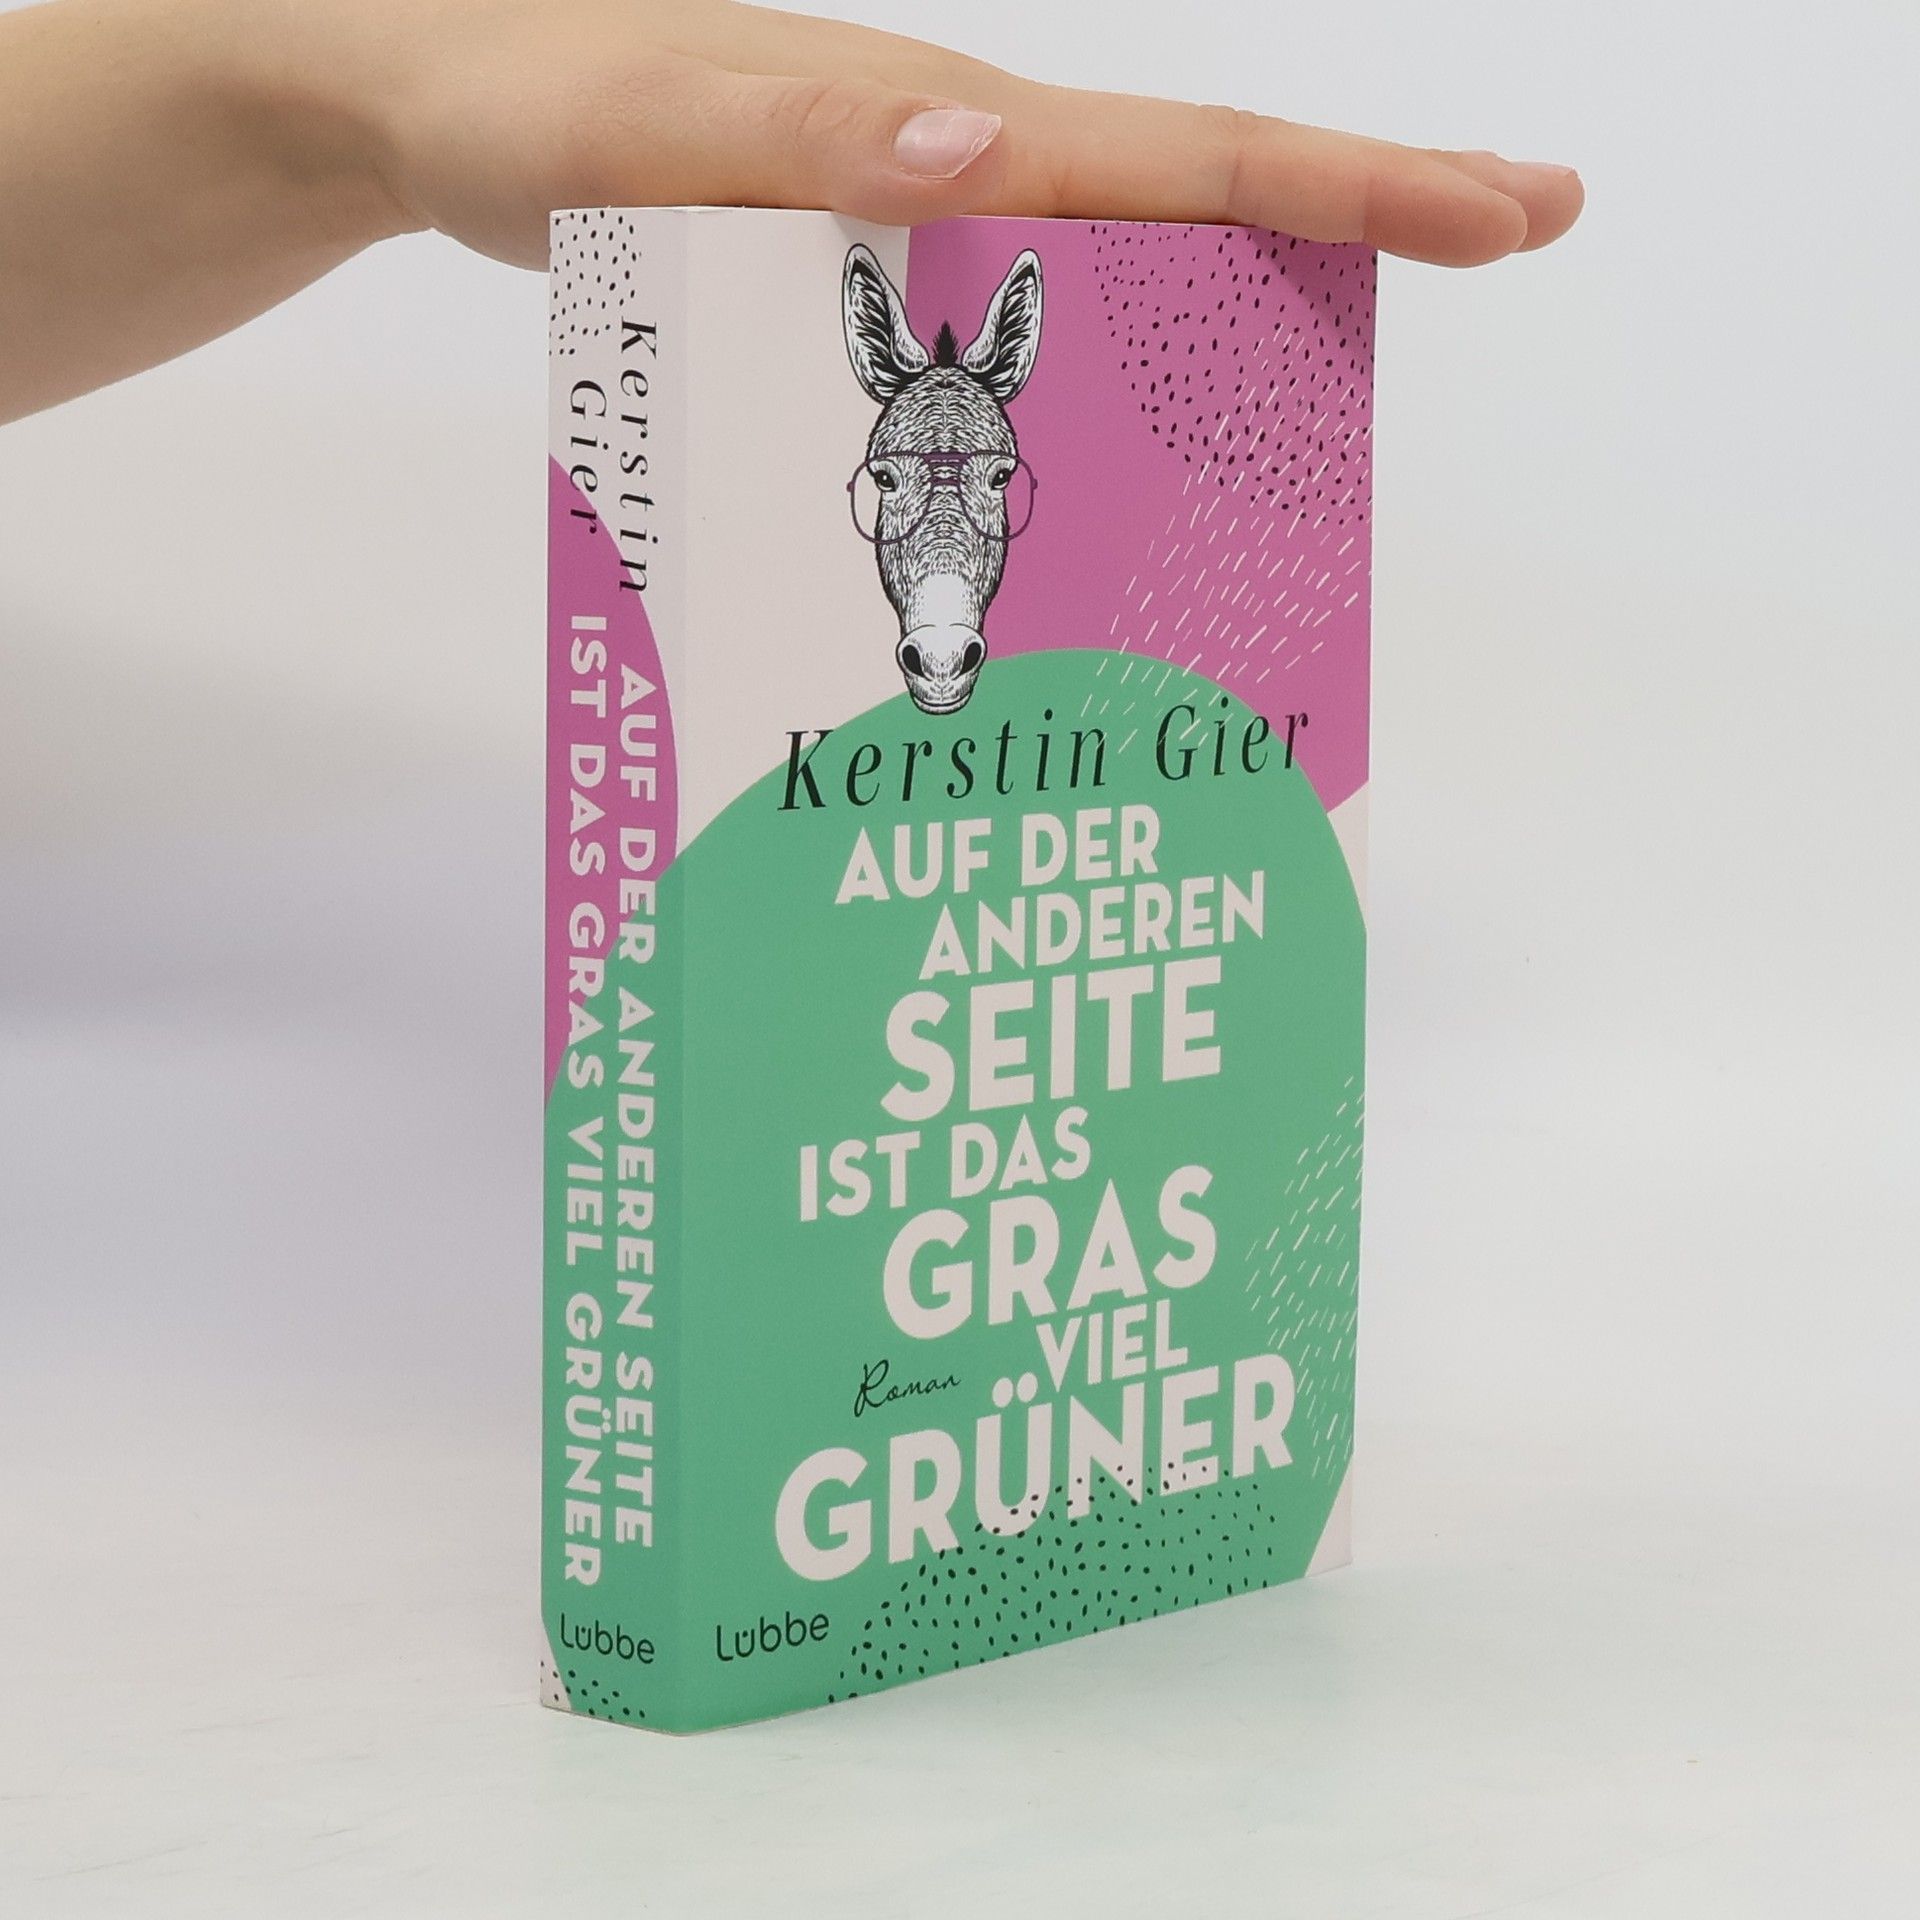 Kerstin
Gier
AUF DER ANDEREN SEITE
IST DAS GRAS VIEL GRÜNER
Lübbe
Kerstin Gier
AUF DER
ANDEREN
SEITE
IST DAS
GRAS
VIEL
Roman
GRÜNER
Lübbe